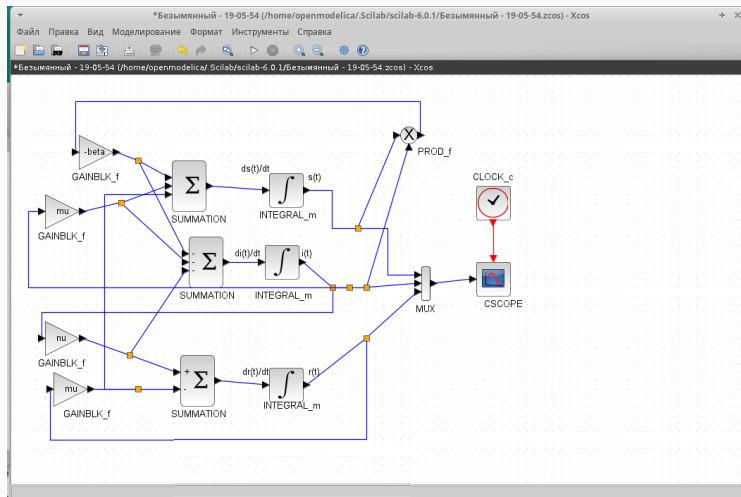 *Безымянный - 19-05-54 (/home/openmodelica/.Scilab/scilab-6.0.1/Безымянный - 19-05-54.zcos) - Xcos
Файл Правка Вид Моделирование Формат Инструменты Справка
*Безымянный - 19-05-54 (/home/openmodelica/.Scilab/scilab-6.0.1/Безымянный - 19-05-54.zcos) - Xcos
X
PROD_f
-beta
GAINBLK_f
ds(t)/dt
s(t)
Σ
∫
CLOCK_c
mu
GAINBLK_f
SUMMATION
INTEGRAL_m
di(t)/dt
i(t)
-
-
-
Σ
∫
SUMMATION
INTEGRAL_m
MUX
CSCOPE
nu
GAINBLK_f
dr(t)/dt
r(t)
+
-
Σ
∫
mu
GAINBLK_f
SUMMATION
INTEGRAL_m